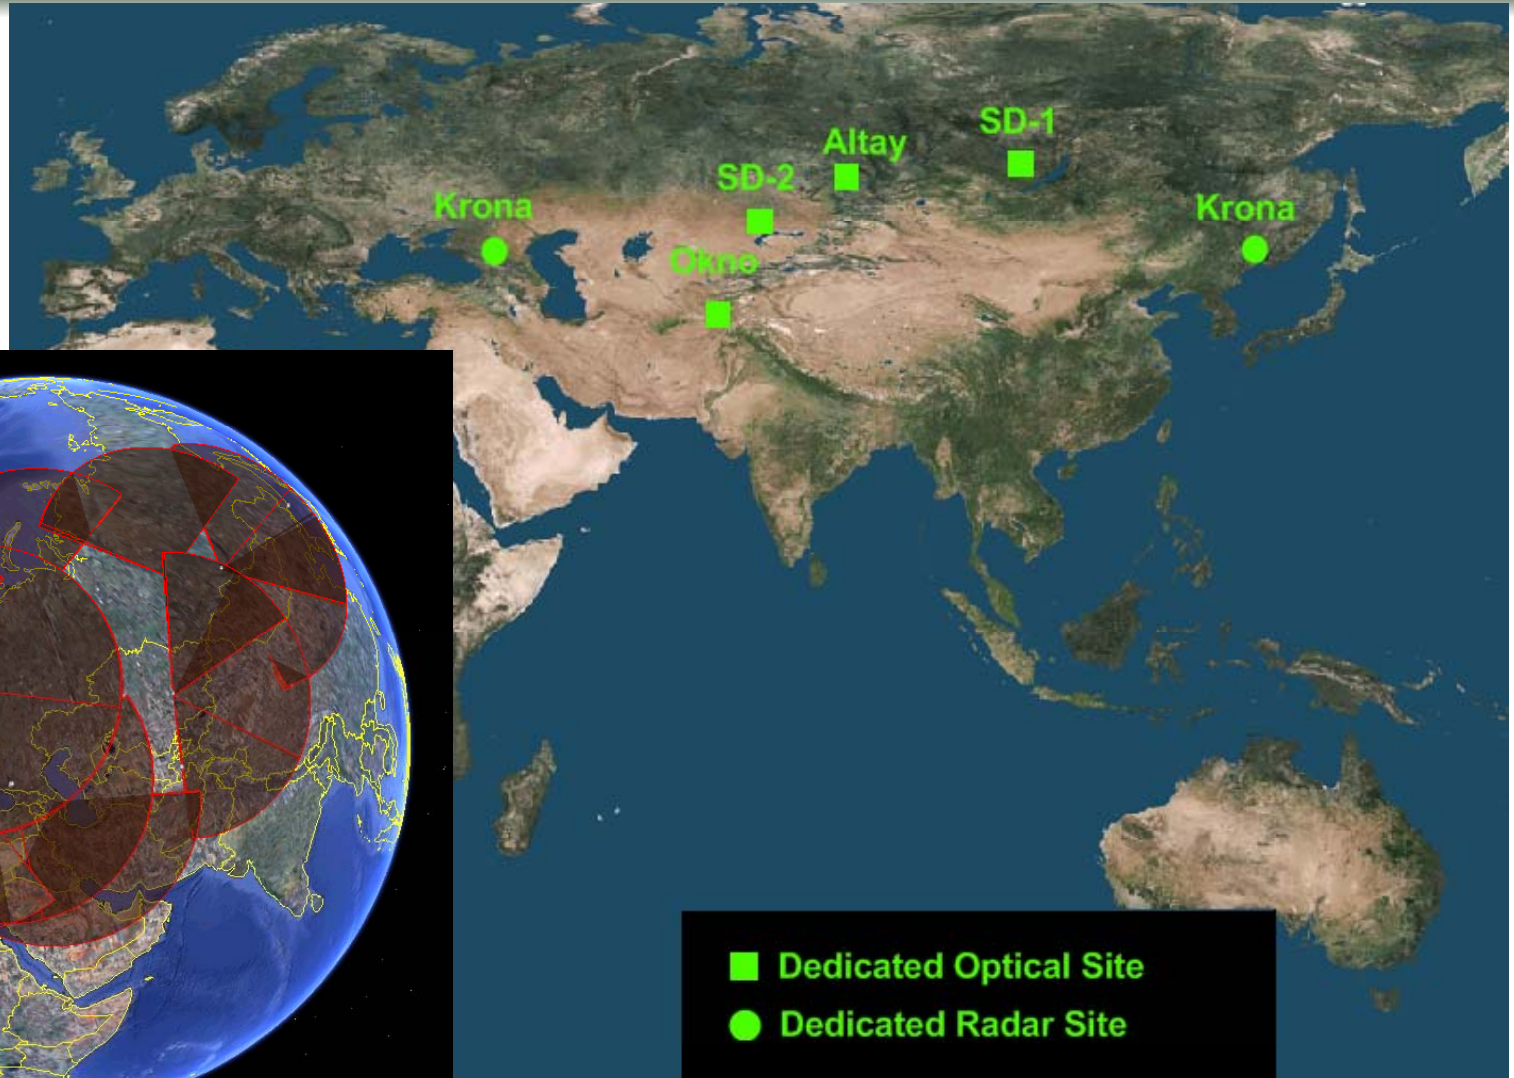 SD-1
Altay
SD-2
Krona
Krona
Okno
Dedicated Optical Site
Dedicated Radar Site